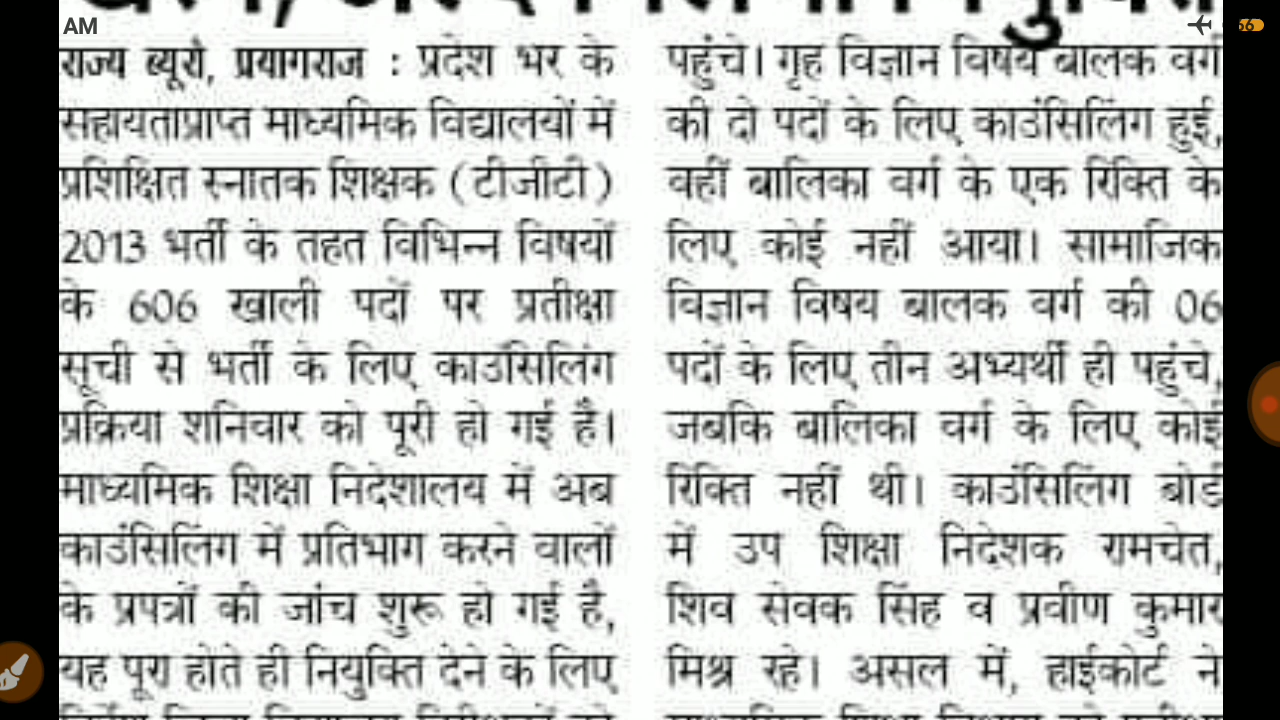 AM
राज्य ब्यूरो, प्रयागराज : प्रदेश भर के
सहायताप्राप्त माध्यमिक विद्यालयों में
प्रशिक्षित स्नातक शिक्षक (टीजीटी)
2013 भर्ती के तहत विभिन्न विषयों
के 606 खाली पदों पर प्रतीक्षा
सूची से भर्ती के लिए काउंसिलिंग
प्रक्रिया शनिवार को पूरी हो गई है।
माध्यमिक शिक्षा निदेशालय में अब
काउंसिलिंग में प्रतिभाग करने वालों
के प्रपत्रों की जांच शुरू हो गई है,
यह पूरा होते ही नियुक्ति देने के लिए
पहुंचे। गृह विज्ञान विषय बालक वर्ग
की दो पदों के लिए काउंसिलिंग हुई,
वहीं बालिका वर्ग के एक रिक्ति के
लिए कोई नहीं आया। सामाजिक
विज्ञान विषय बालक वर्ग की 06
पदों के लिए तीन अभ्यर्थी ही पहुंचे,
जबकि बालिका वर्ग के लिए कोई
रिक्ति नहीं थी। काउंसिलिंग बोर्ड
में उप शिक्षा निदेशक रामचेत,
शिव सेवक सिंह व प्रवीण कुमार
मिश्र रहे। असल में, हाईकोर्ट ने